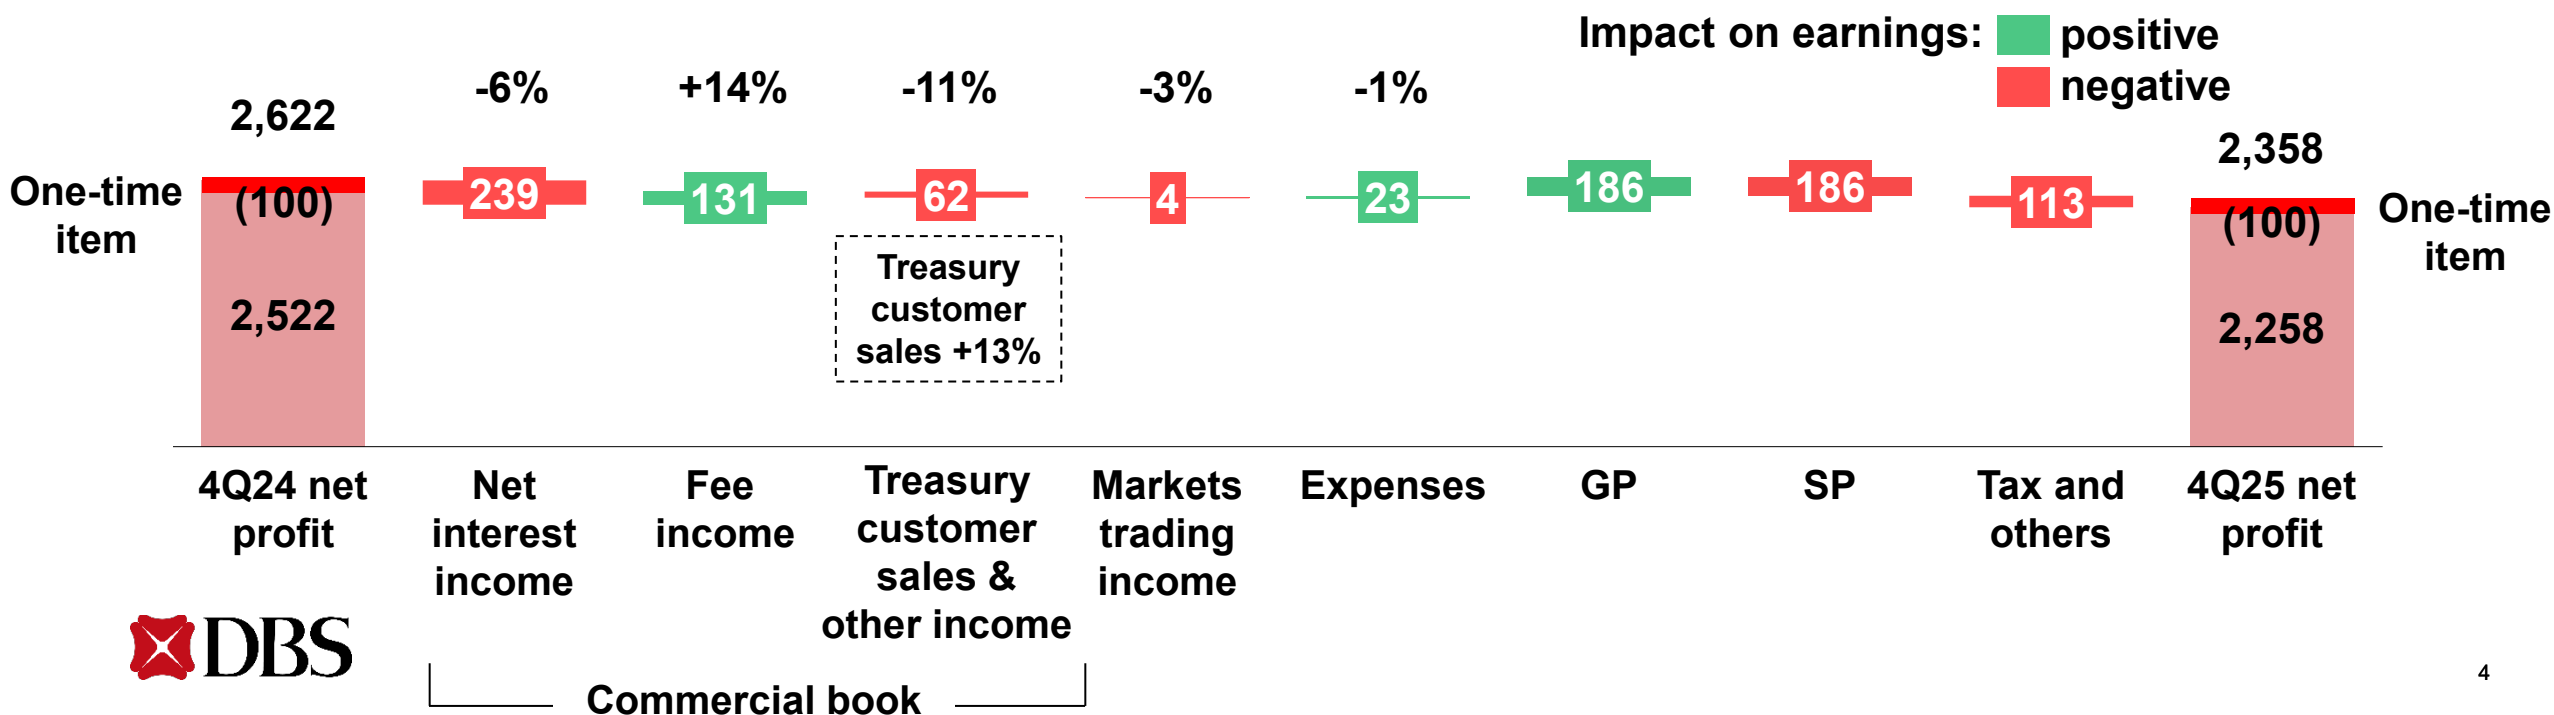 Impact on earnings:
positive
negative
-6%
+14%
-11%
-3%
-1%
2,622
2,358
One-time
item
(100)
239
131
62
4
23
186
186
113
(100)
One-time
item
2,522
Treasury
customer
sales +13%
2,258
4Q24 net
profit
Net
interest
income
Fee
income
Treasury
customer
sales &
other income
Markets
trading
income
Expenses
GP
SP
Tax and
others
4Q25 net
profit
DBS
Commercial book
4